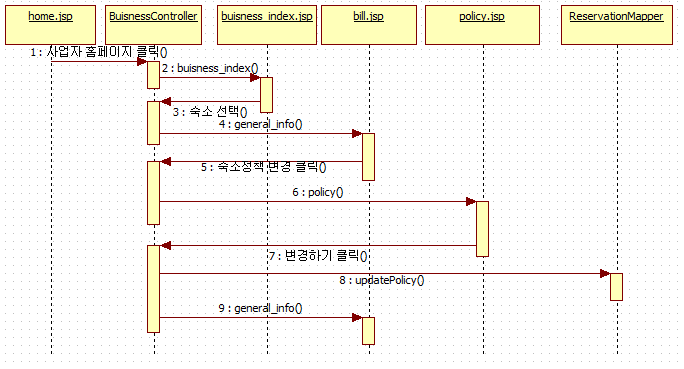 home.jsp
BuisnessController
buisness_index.jsp
bill.jsp
policy.jsp
ReservationMapper
1 : 사업자 홈페이지 클릭()
2 : buisness_index()
3 : 숙소 선택()
4 : general_info()
5 : 숙소성책 변경 클릭()
6 : policy()
7 : 변경하기 클릭()
8 : updatePolicy()
9 : general_info()